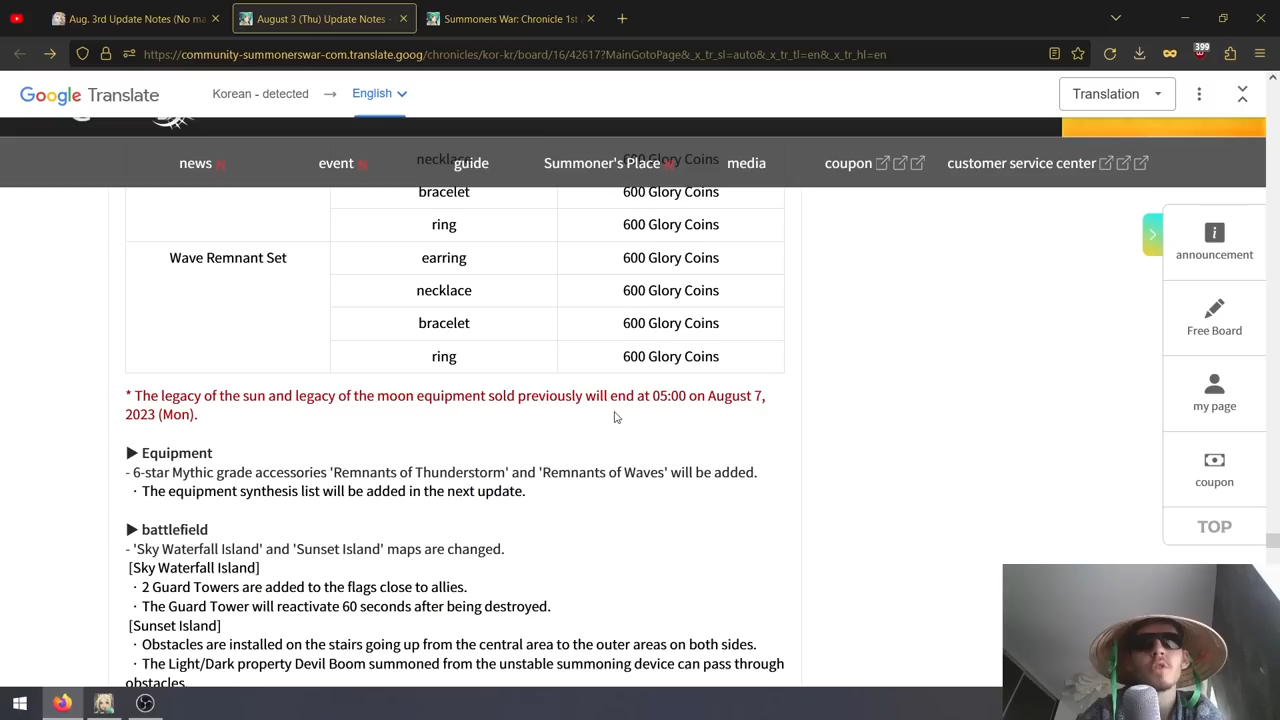 Aug. 3rd Update Notes (No ma
August 3 (Thu) Update Notes -
Summoners War: Chronicle 1st
https://community-summonerswar-com.translate.goog/chronicles/kor-kr/board/16/42617?MainGotoPage&_x_tr_sl=auto&_x_tr_tl=en&_x_tr_hl=en
399
Google Translate
Korean - detected
English
Translation
news
event
guide
Summoner's Place
media
coupon
customer service center
necklace
600 Glory Coins
bracelet
600 Glory Coins
ring
600 Glory Coins
Wave Remnant Set
earring
600 Glory Coins
necklace
600 Glory Coins
bracelet
600 Glory Coins
ring
600 Glory Coins
* The legacy of the sun and legacy of the moon equipment sold previously will end at 05:00 on August 7,
2023 (Mon).
▶ Equipment
- 6-star Mythic grade accessories 'Remnants of Thunderstorm' and 'Remnants of Waves' will be added.
· The equipment synthesis list will be added in the next update.
▶ battlefield
- 'Sky Waterfall Island' and 'Sunset Island' maps are changed.
[Sky Waterfall Island]
· 2 Guard Towers are added to the flags close to allies.
· The Guard Tower will reactivate 60 seconds after being destroyed.
[Sunset Island]
· Obstacles are installed on the stairs going up from the central area to the outer areas on both sides.
· The Light/Dark property Devil Boom summoned from the unstable summoning device can pass through
obstacles.
announcement
Free Board
my page
coupon
TOP